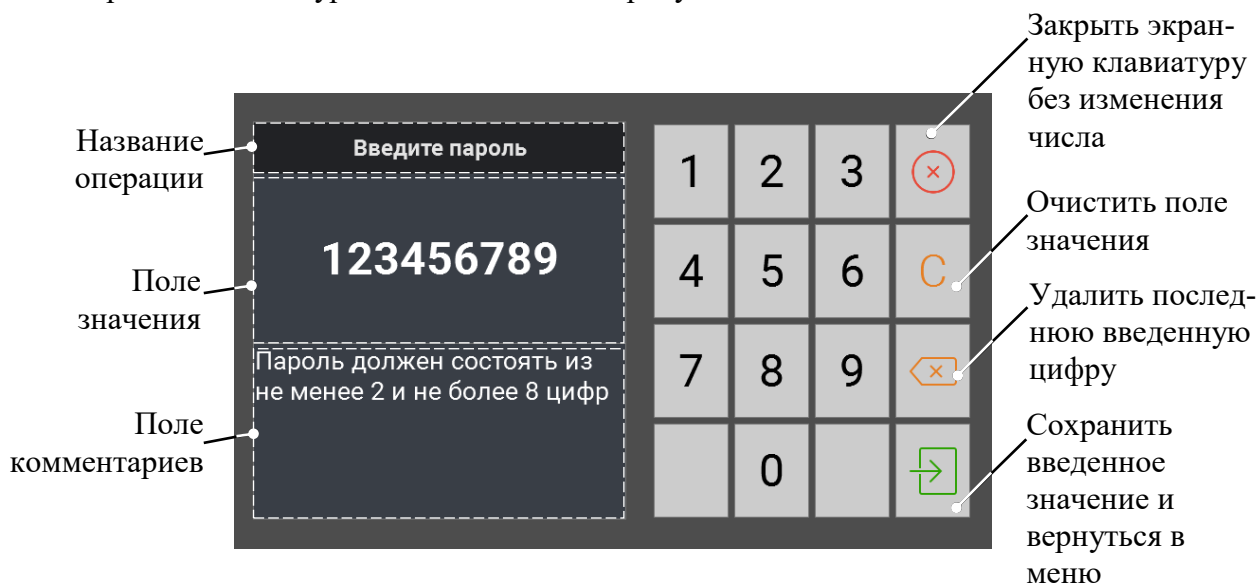 Закрыть экран-
ную клавиатуру
без изменения
числа
Название
операции
Введите пароль
1 2 3
Очистить поле
значения
123456789
4 5 6 C
Поле
значения
Удалить послед-
нюю введенную
цифру
Пароль должен состоять из
не менее 2 и не более 8 цифр
7 8 9
Поле
комментариев
0
Сохранить
введенное
значение и
вернуться в
меню